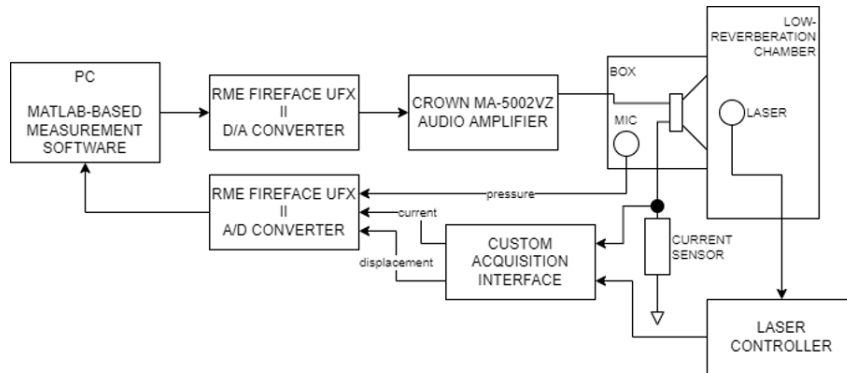 PC
MATLAB-BASED
MEASUREMENT
SOFTWARE
RME FIREFACE UFX
II
D/A CONVERTER
CROWN MA-5002VZ
AUDIO AMPLIFIER
BOX
MIC
LOW-
REVERBERATION
CHAMBER
LASER
RME FIREFACE UFX
II
A/D CONVERTER
pressure
current
displacement
CUSTOM
ACQUISITION
INTERFACE
CURRENT
SENSOR
LASER
CONTROLLER